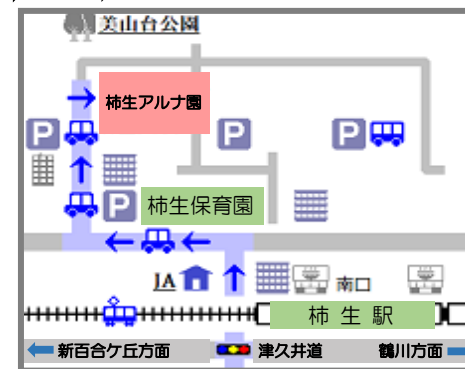 美山台公園
柿生アルナ園
P
P
P
P 柿生保育園
JA
南口
柿生駅
新百合ケ丘方面
津久井道
鶴川方面